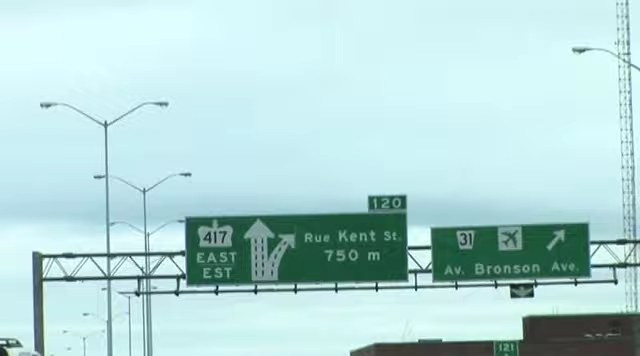 120
417
EAST
EST
Rue Kent St.
750 m
31
Av. Bronson Ave.
121